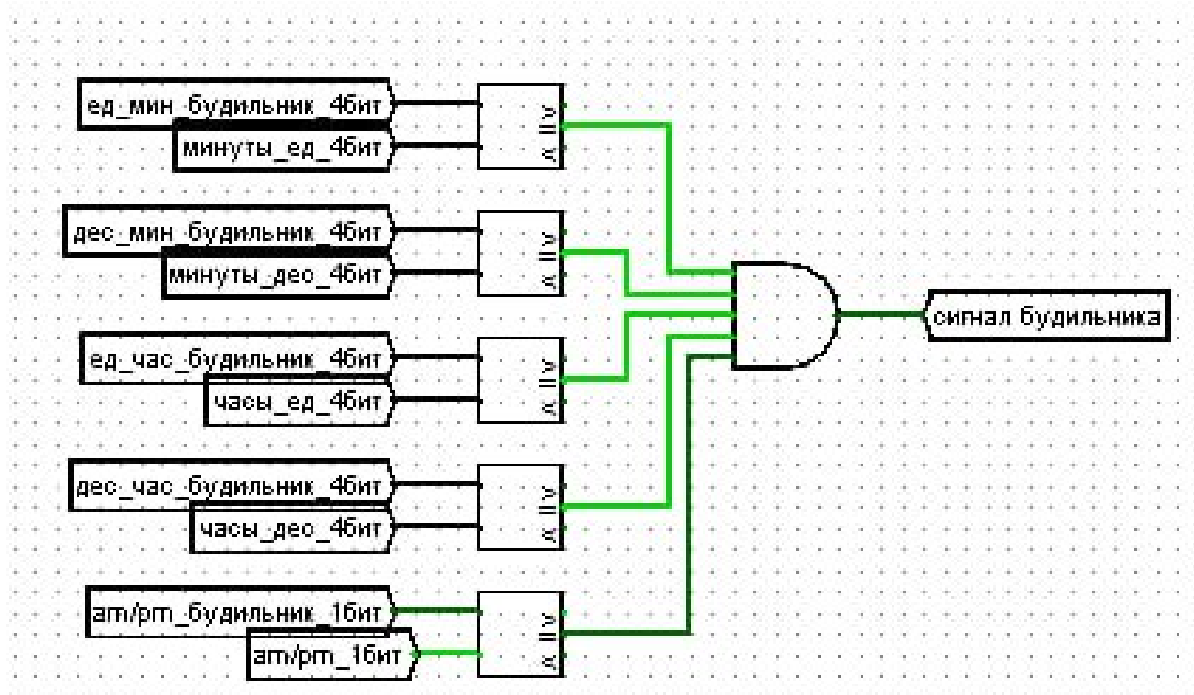 ед_мин_будильник_4бит
минуты_ед_4бит
дес_мин_будильник_4бит
минуты_дес_4бит
ед_час_будильник_4бит
часы_ед_4бит
дес_час_будильник_4бит
часы_дес_4бит
am/pm_будильник_1бит
am/pm_1бит
>
=
<
>
=
<
>
=
<
>
=
<
>
=
<
сигнал будильника